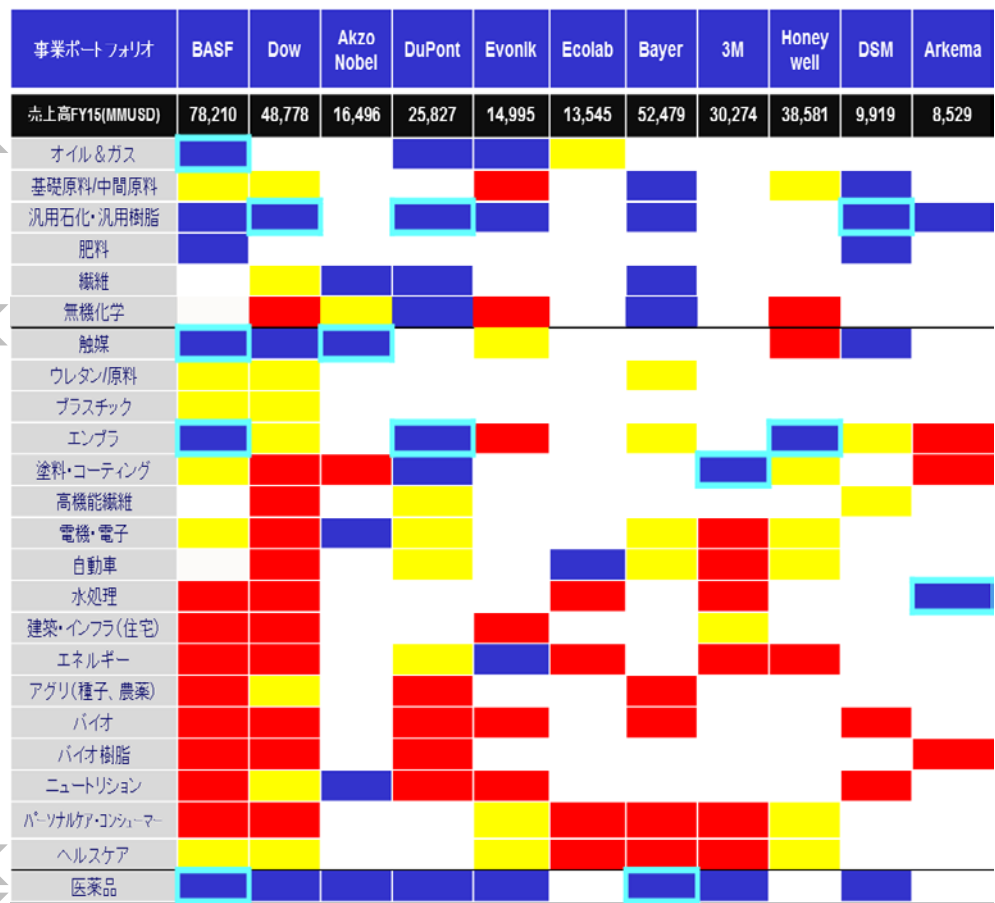 事業ポートフォリオ BASF Dow Akzo Nobel DuPont Evonik Ecolab Bayer 3M Honey well DSM Arkema
売上高FY15(MMUSD) 78,210 48,778 16,496 25,827 14,995 13,545 52,479 30,274 38,581 9,919 8,529
オイル&ガス
基礎原料/中間原料
汎用石化・汎用樹脂
肥料
繊維
無機化学
触媒
ウレタン/原料
プラスチック
エンプラ
塗料・コーティング
高機能繊維
電機・電子
自動車
水処理
建築・インフラ(住宅)
エネルギー
アグリ(種子、農薬)
バイオ
バイオ樹脂
ニュートリション
パーソナルケア・コンシューマー
ヘルスケア
医薬品